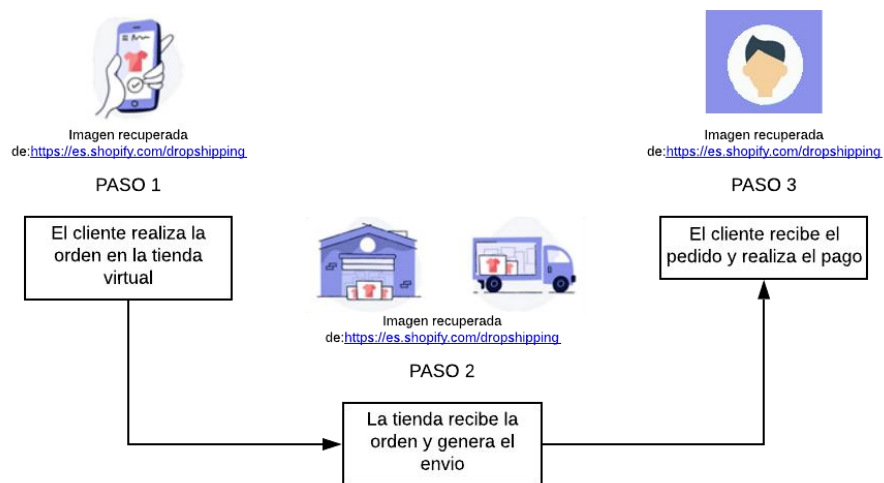 Imagen recuperada
de:https://es.shopify.com/dropshipping
PASO 1
El cliente realiza la
orden en la tienda
virtual
Imagen recuperada
de:https://es.shopify.com/dropshipping
PASO 2
La tienda recibe la
orden y genera el
envio
Imagen recuperada
de:https://es.shopify.com/dropshipping
PASO 3
El cliente recibe el
pedido y realiza el pago